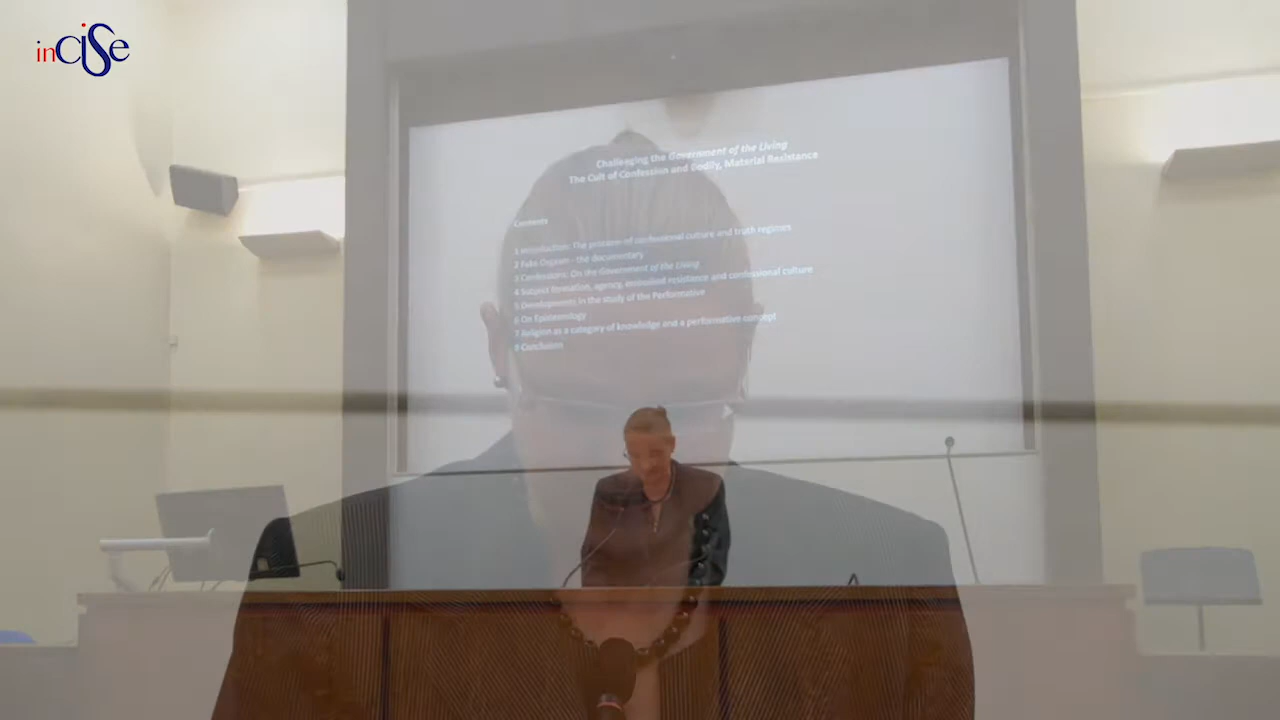 inCISe
Challenging the Government of the Living
The Cult of Confession and Bodily, Material Resistance
Contents
1 Introduction: The process of confessional culture and truth regimes
2 Fake Orgasm - the documentary
3 Confessions: On the Government of the Living
4 Subject formation, agency, embodied resistance and confessional culture
5 Developments in the study of the Performative
6 On Epistemology
7 Religion as a category of knowledge and a performative concept
8 Conclusion